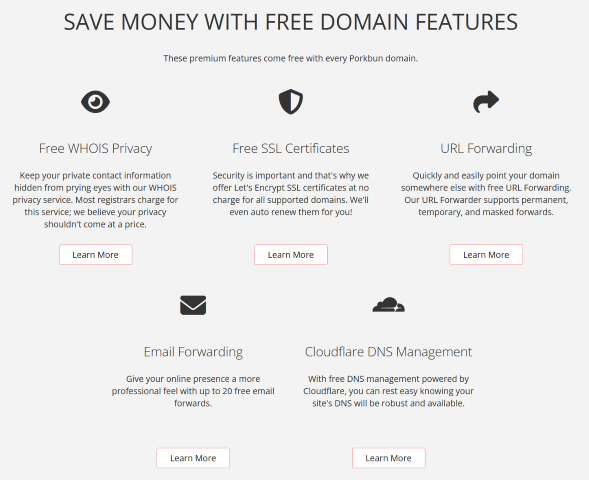 SAVE MONEY WITH FREE DOMAIN FEATURES
These premium features come free with every Porkbun domain.
Free WHOIS Privacy
Keep your private contact information
hidden from prying eyes with our WHOIS
privacy service. Most registrars charge for
this service; we believe your privacy
shouldn't come at a price.
Learn More
Free SSL Certificates
Security is important and that's why we
offer Let's Encrypt SSL certificates at no
charge for all supported domains. We'll
even auto renew them for you!
Learn More
URL Forwarding
Quickly and easily point your domain
somewhere else with free URL Forwarding.
Our URL Forwarder supports permanent,
temporary, and masked forwards.
Learn More
Email Forwarding
Give your online presence a more
professional feel with up to 20 free email
forwards.
Learn More
Cloudflare DNS Management
With free DNS management powered by
Cloudflare, you can rest easy knowing your
site's DNS will be robust and available.
Learn More